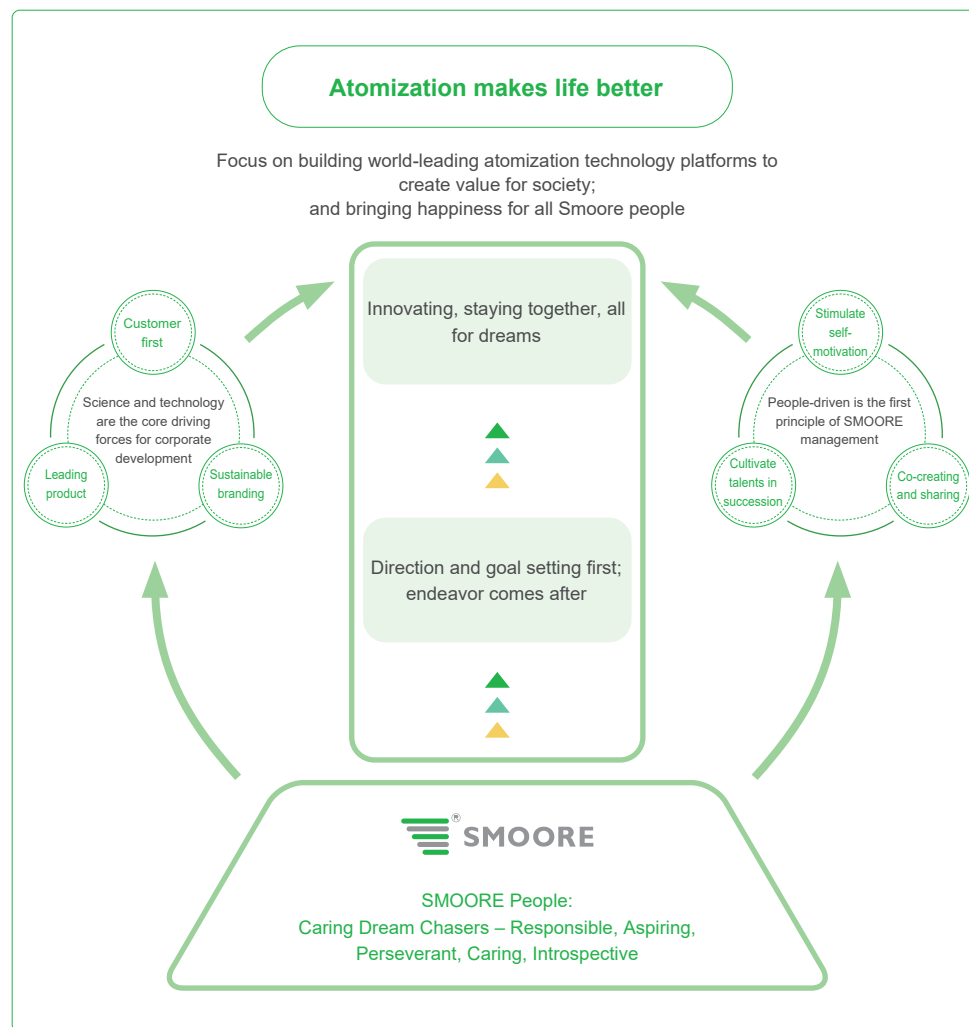 Atomization makes life better
Focus on building world-leading atomization technology platforms to
create value for society;
and bringing happiness for all Smoore people
Innovating, staying together, all
for dreams
Customer
first
Science and technology
are the core driving
forces for corporate
development
Leading
product
Sustainable
branding
Stimulate
self-
motivation
People-driven is the first
principle of SMOORE
management
Cultivate
talents in
succession
Co-creating
and sharing
Direction and goal setting first;
endeavor comes after
® SMOORE
SMOORE People:
Caring Dream Chasers – Responsible, Aspiring,
Perseverant, Caring, Introspective